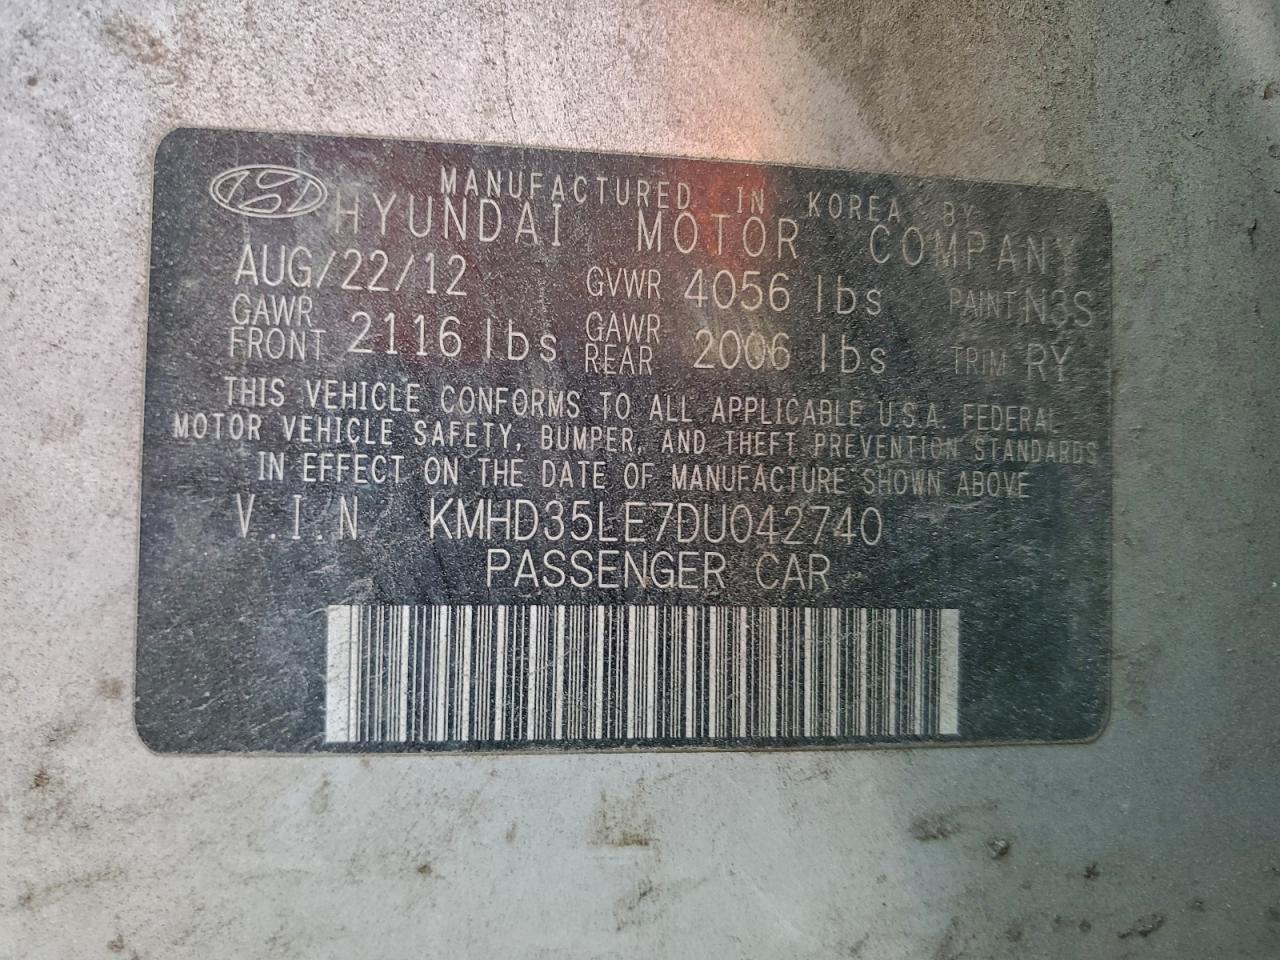 MANUFACTURED IN KOREA BY
HYUNDAI MOTOR COMPANY
AUG/22/12 GVWR 4056 lbs PAINT N3S
GAWR FRONT 2116 lbs GAWR REAR 2006 lbs TRIM RY
THIS VEHICLE CONFORMS TO ALL APPLICABLE U.S.A. FEDERAL
MOTOR VEHICLE SAFETY, BUMPER, AND THEFT PREVENTION STANDARDS
IN EFFECT ON THE DATE OF MANUFACTURE SHOWN ABOVE
V.I.N KMHD35LE7DU042740
PASSENGER CAR